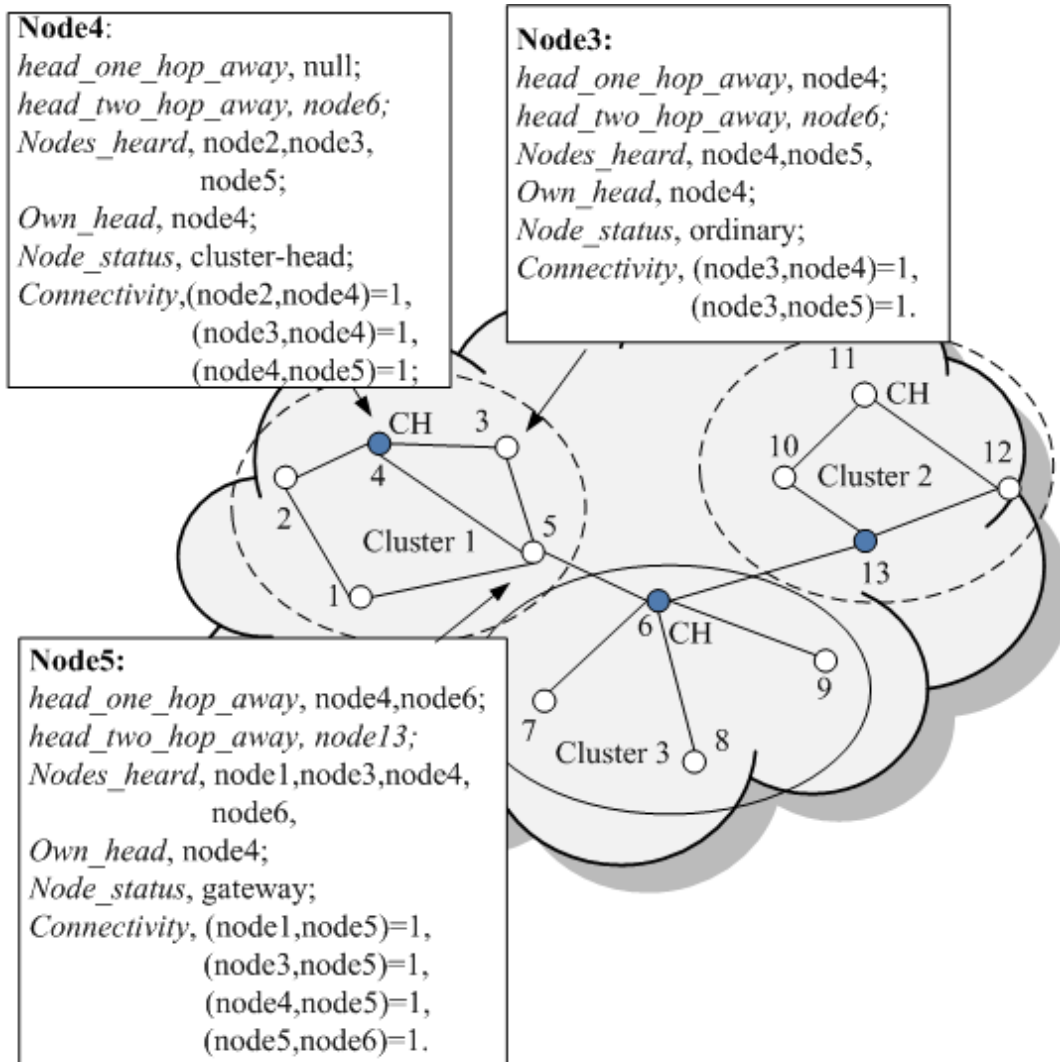 Node4:
head_one_hop_away, null;
head_two_hop_away, node6;
Nodes_heard, node2,node3,
node5;
Own_head, node4;
Node_status, cluster-head;
Connectivity,(node2,node4)=1,
(node3,node4)=1,
(node4,node5)=1;
Node3:
head_one_hop_away, node4;
head_two_hop_away, node6;
Nodes_heard, node4,node5,
Own_head, node4;
Node_status, ordinary;
Connectivity, (node3,node4)=1,
(node3,node5)=1.
11
CH
CH
3
4
10
12
Cluster 2
2
5
Cluster 1
13
1
6
CH
9
7
8
Cluster 3
Node5:
head_one_hop_away, node4,node6;
head_two_hop_away, node13;
Nodes_heard, node1,node3,node4,
node6,
Own_head, node4;
Node_status, gateway;
Connectivity, (node1,node5)=1,
(node3,node5)=1,
(node4,node5)=1,
(node5,node6)=1.